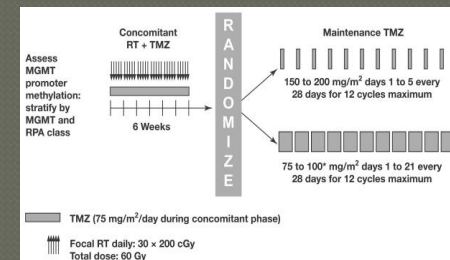 Assess
MGMT
promoter
methylation:
stratify by
MGMT and
RPA class
Concomitant
RT + TMZ
6 Weeks
RANDOMIZE
Maintenance TMZ
150 to 200 mg/m² days 1 to 5 every
28 days for 12 cycles maximum
75 to 100* mg/m² days 1 to 21 every
28 days for 12 cycles maximum
TMZ (75 mg/m²/day during concomitant phase)
Focal RT daily: 30 × 200 cGy
Total dose: 60 Gy